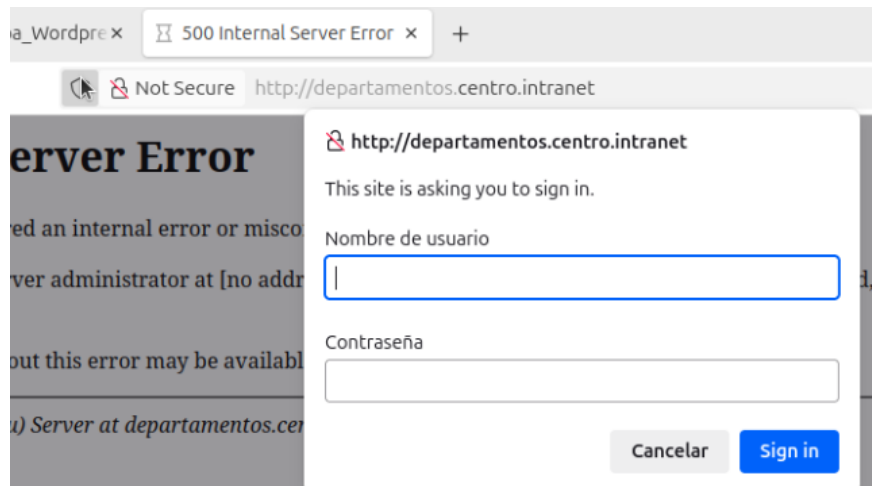 a_Wordpre × 500 Internal Server Error × +
Not Secure http://departamentos.centro.intranet
erver Error
http://departamentos.centro.intranet
This site is asking you to sign in.
ed an internal error or misco
Nombre de usuario
ver administrator at [no addr
Contraseña
out this error may be availabl
u) Server at departamentos.cer
Cancelar Sign in